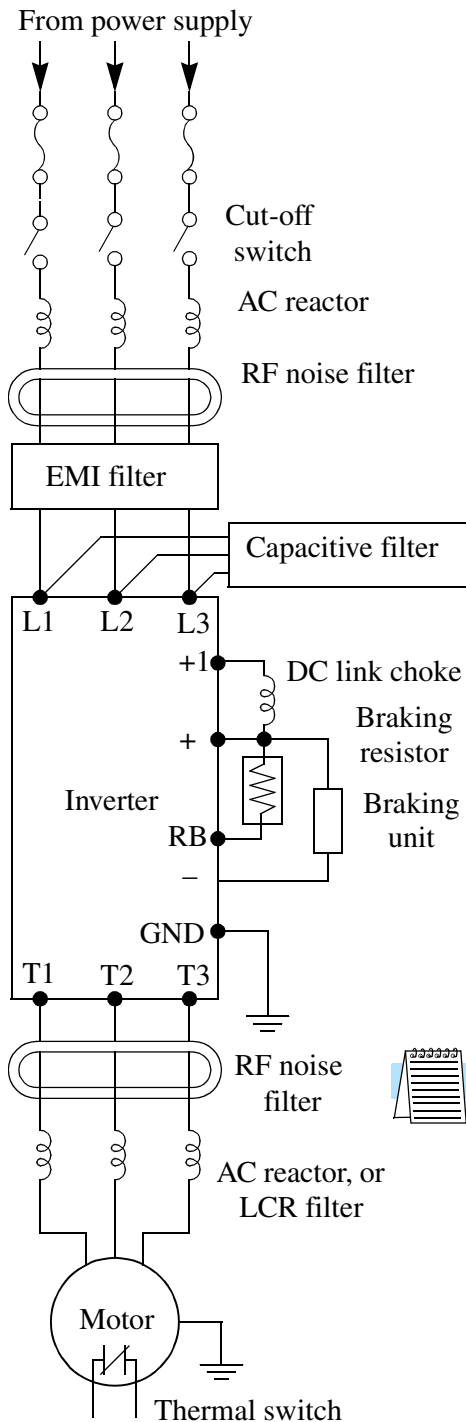 From power supply
Cut-off
switch
AC reactor
RF noise filter
EMI filter
Capacitive filter
L1 L2 L3
+1
DC link choke
+
Braking
resistor
Inverter
Braking
unit
RB
–
GND
T1 T2 T3
RF noise
filter
AC reactor, or
LCR filter
Motor
Thermal switch